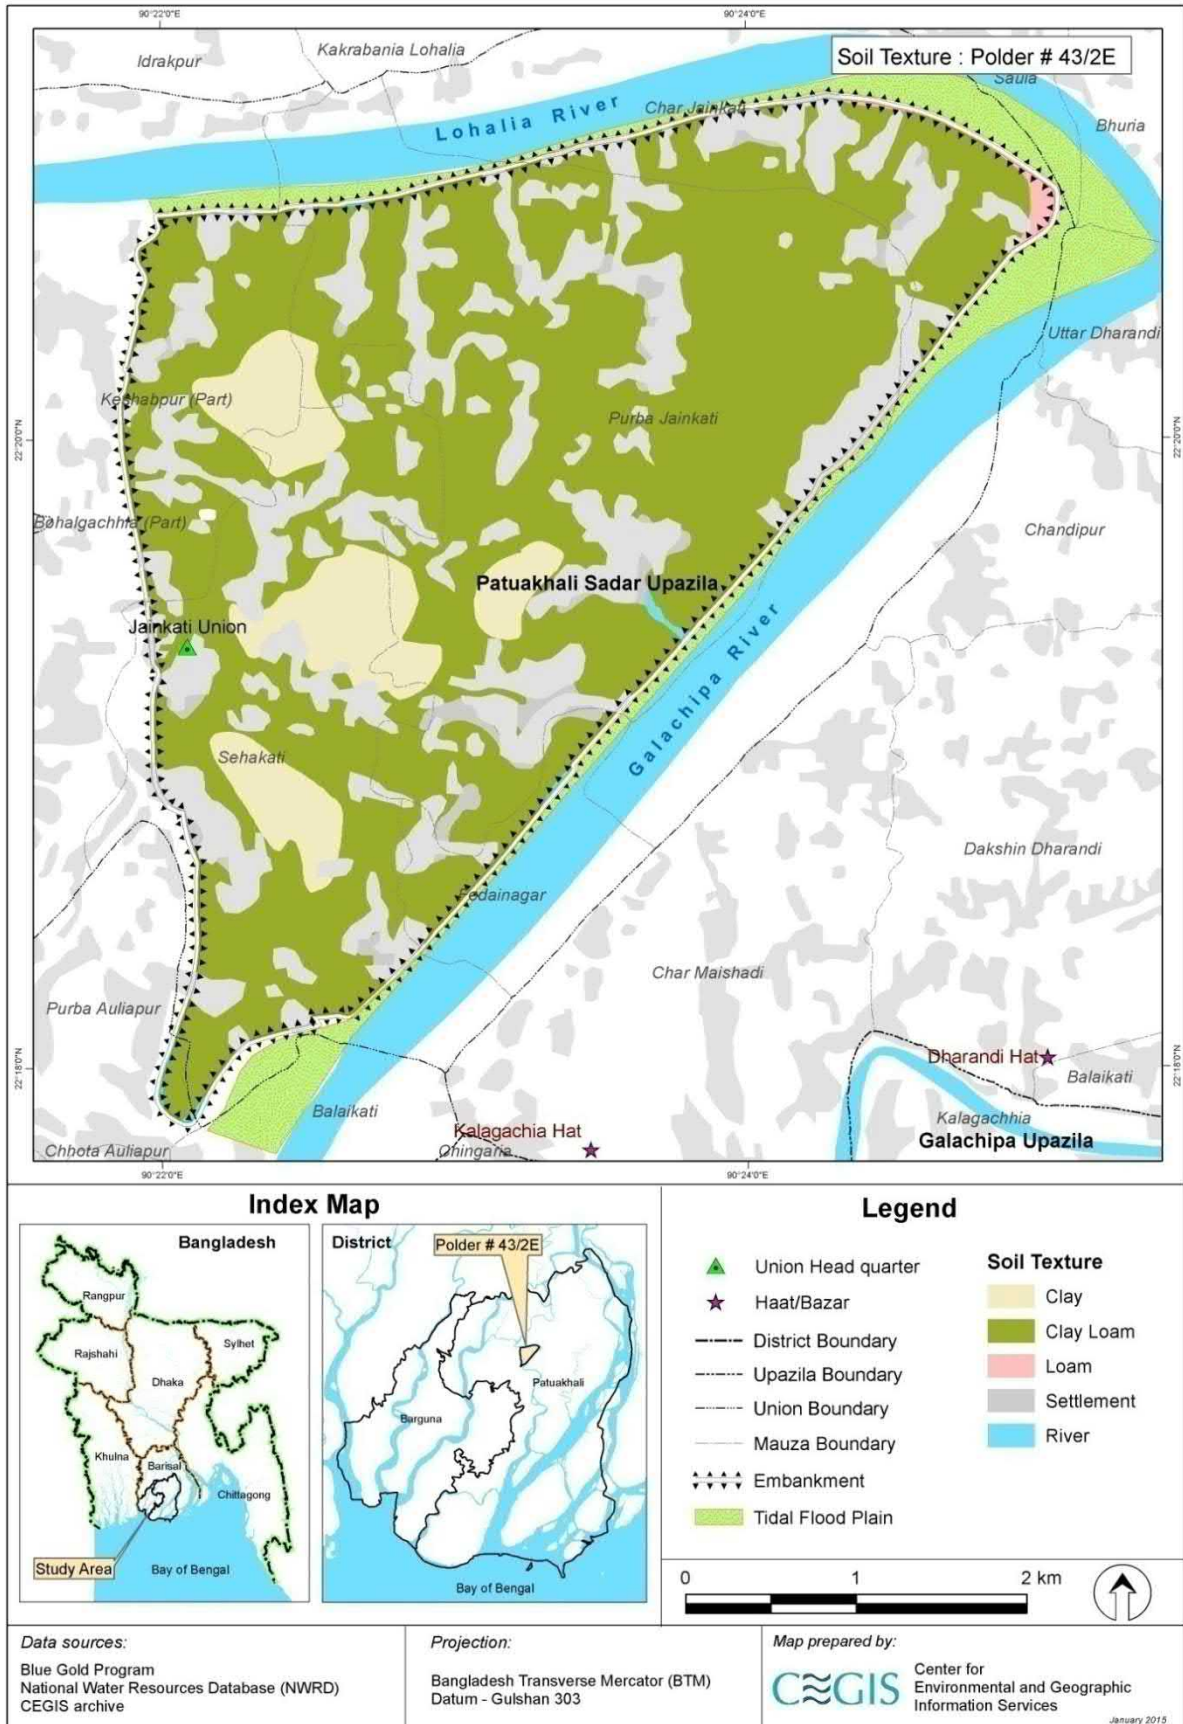 90°22'0"E
90°24'0"E
Soil Texture : Polder # 43/2E
Idrakpur
Kakrabania Lohalia
Saula
Bhuria
Lohalia River
Char Jainkati
Uttar Dharandi
Keshabpur (Part)
Purba Jainkati
22°20'0"N
22°20'0"N
Bohalgachhia (Part)
Chandipur
Patuakhali Sadar Upazila
Jainkati Union
Galachipa River
Sehakati
Dakshin Dharandi
Fedainagar
Char Maishadi
Purba Auliapur
22°18'0"N
22°18'0"N
Dharandi Hat
Balaikati
Balaikati
Kalagachhia
Kalagachia Hat
Galachipa Upazila
Chhota Auliapur
Ohingaria
90°22'0"E
90°24'0"E
Index Map
Bangladesh
Rangpur
Rajshahi
Sylhet
Dhaka
Khulna
Barisal
Chittagong
Study Area
Bay of Bengal
District
Polder # 43/2E
Patuakhali
Barguna
Bay of Bengal
Legend
Union Head quarter
Haat/Bazar
District Boundary
Upazila Boundary
Union Boundary
Mauza Boundary
Embankment
Tidal Flood Plain
Soil Texture
Clay
Clay Loam
Loam
Settlement
River
0 1 2 km
Data sources:
Blue Gold Program
National Water Resources Database (NWRD)
CEGIS archive
Projection:
Bangladesh Transverse Mercator (BTM)
Datum - Gulshan 303
Map prepared by:
CEGIS
Center for
Environmental and Geographic
Information Services
January 2015